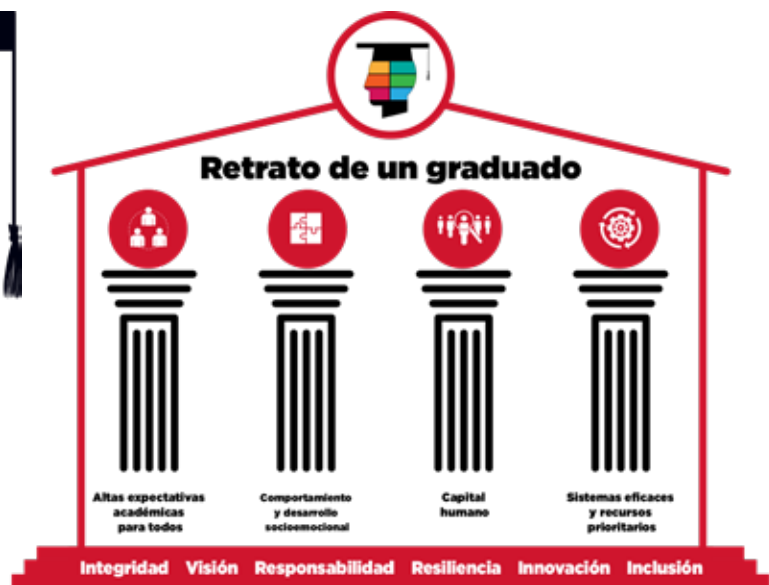 Retrato de un graduado
Altas expectativas
académicas
para todos
Comportamiento
y desarrollo
socioemocional
Capital
humano
Sistemas eficaces
y recursos
prioritarios
Integridad Visión Responsabilidad Resiliencia Innovación Inclusión